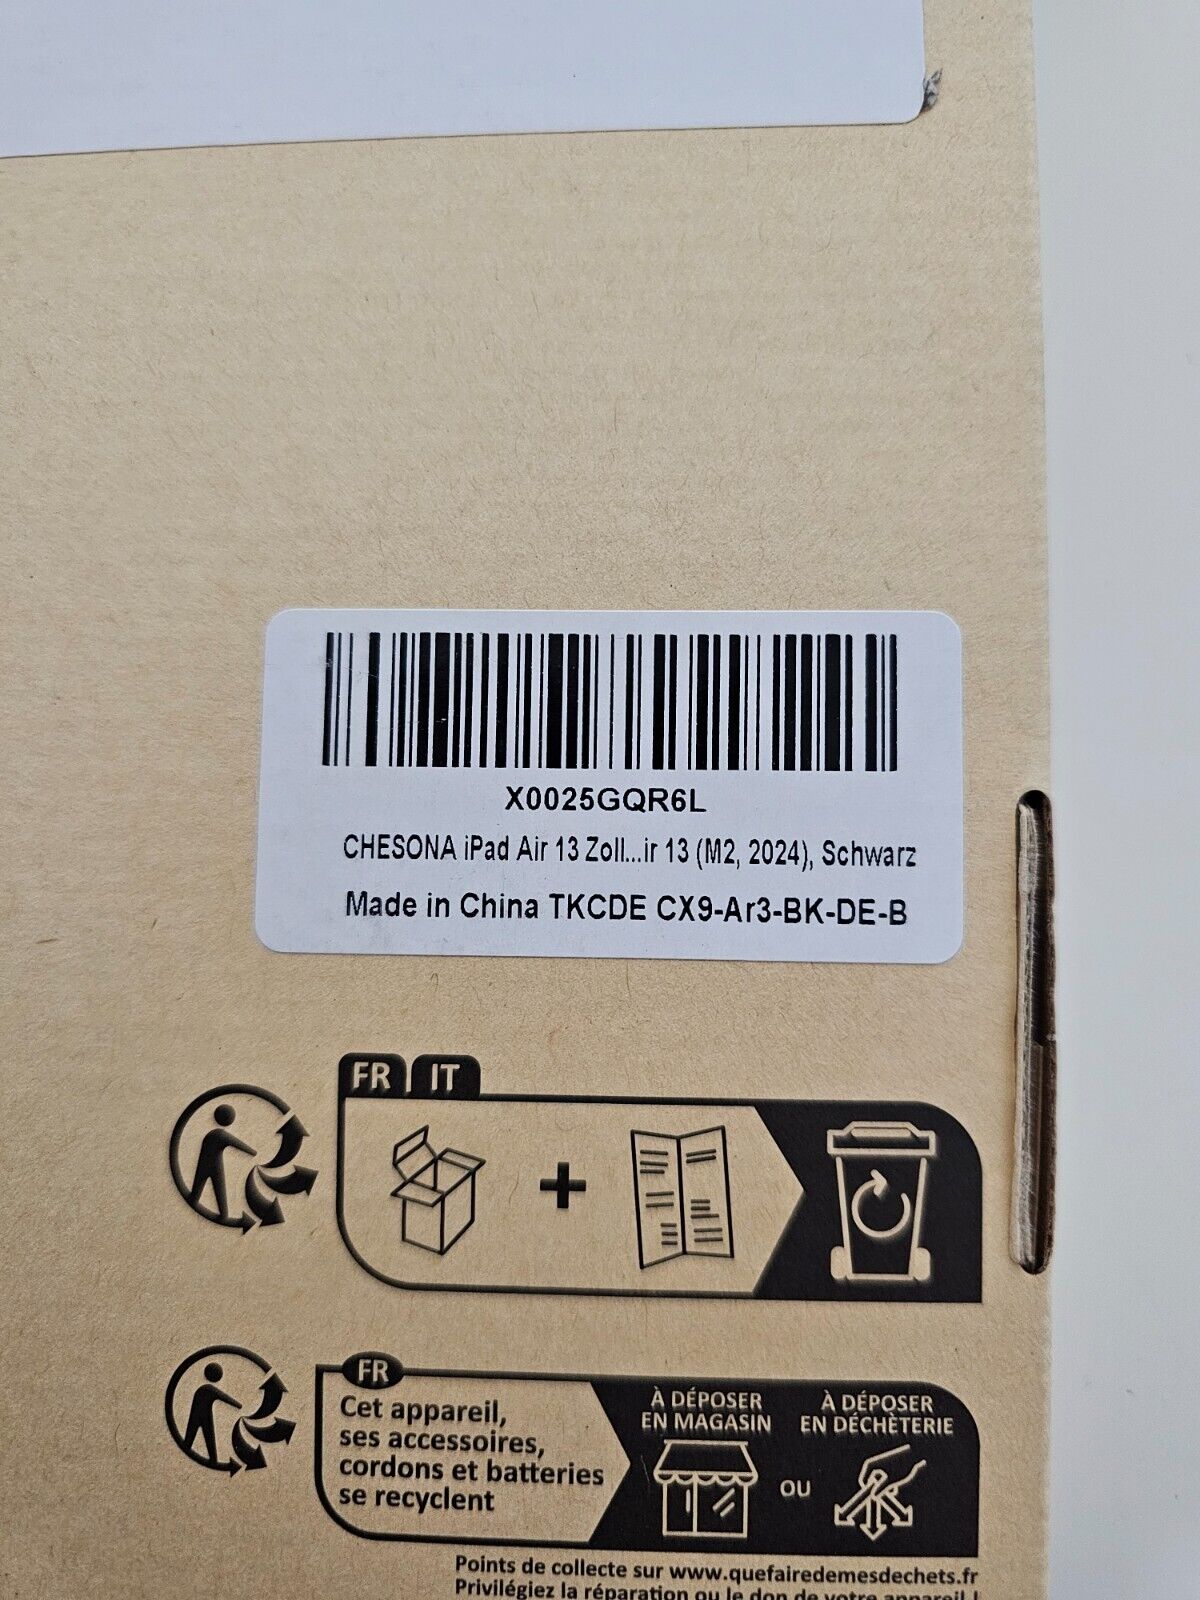 X0025GQR6L
CHESONA iPad Air 13 Zoll...ir 13 (M2, 2024), Schwarz
Made in China TKCDE CX9-Ar3-BK-DE-B
FR IT
FR
Cet appareil,
ses accessoires,
cordons et batteries
se recyclent
À DÉPOSER
EN MAGASIN
OU
À DÉPOSER
EN DÉCHÈTERIE
Points de collecte sur www.quefairedemesdechets.fr
Privilégiez la réparation ou le don de votre appareil !